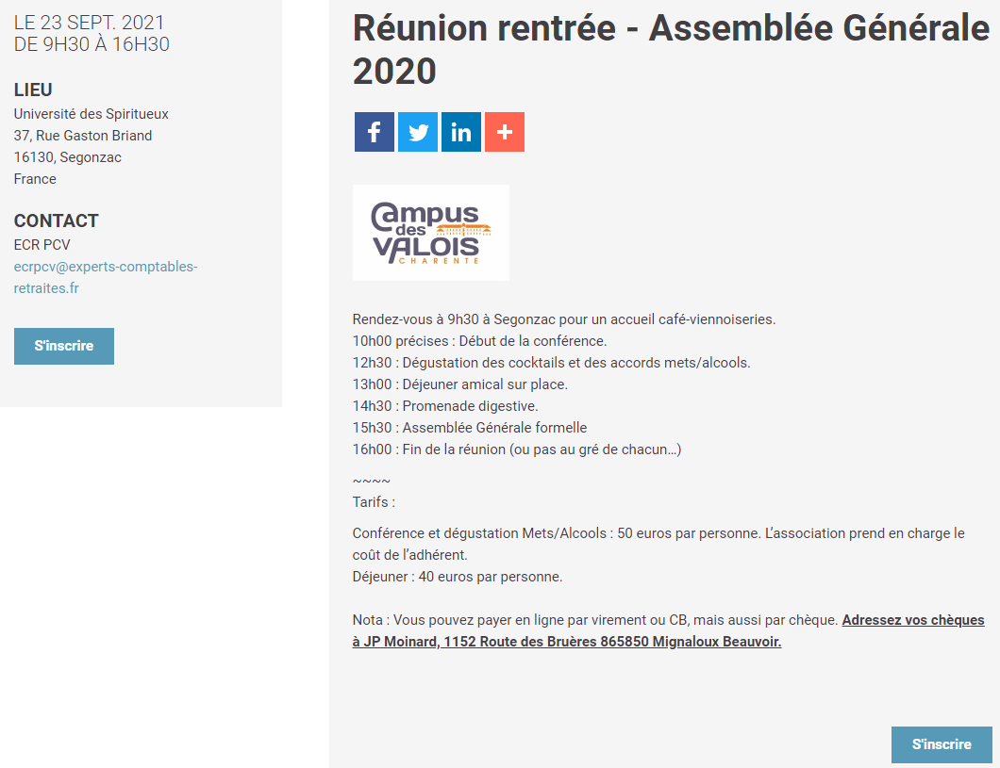 LE 23 SEPT. 2021
DE 9H30 À 16H30
LIEU
Université des Spiritueux
37, Rue Gaston Briand
16130, Segonzac
France
CONTACT
ECR PCV
ecrpcv@experts-comptables-
retraites.fr
S'inscrire
Réunion rentrée - Assemblée Générale
2020
Campus
des
VALOIS
CHARENTE
Rendez-vous à 9h30 à Segonzac pour un accueil café-viennoiseries.
10h00 précises : Début de la conférence.
12h30 : Dégustation des cocktails et des accords mets/alcools.
13h00 : Déjeuner amical sur place.
14h30 : Promenade digestive.
15h30 : Assemblée Générale formelle
16h00 : Fin de la réunion (ou pas au gré de chacun...)
~~~~
Tarifs :
Conférence et dégustation Mets/Alcools : 50 euros par personne. L’association prend en charge le
coût de l’adhérent.
Déjeuner : 40 euros par personne.
Nota : Vous pouvez payer en ligne par virement ou CB, mais aussi par chèque. Adressez vos chèques
à JP Moinard, 1152 Route des Bruères 865850 Mignaloux Beauvoir.
S'inscrire